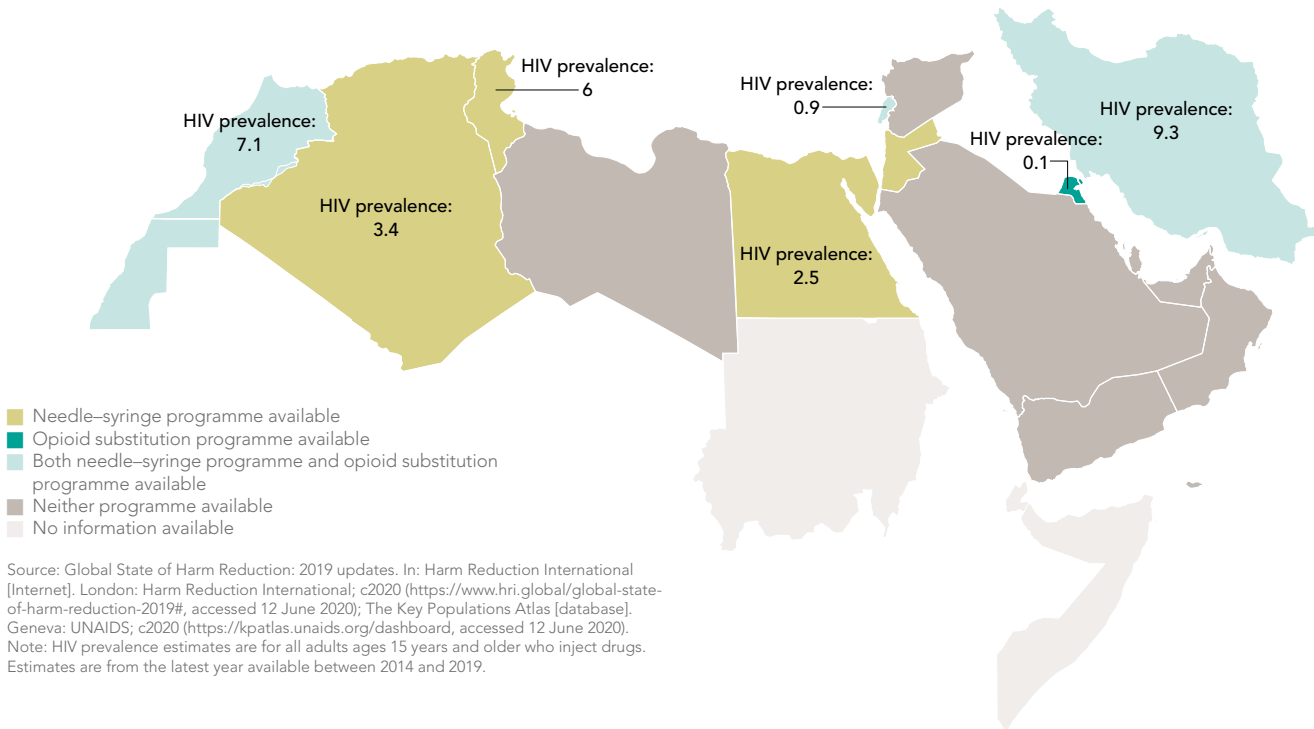 HIV prevalence:
6
HIV prevalence:
0.9
HIV prevalence:
9.3
HIV prevalence:
7.1
HIV prevalence:
0.1
HIV prevalence:
3.4
HIV prevalence:
2.5
Needle–syringe programme available
Opioid substitution programme available
Both needle–syringe programme and opioid substitution
programme available
Neither programme available
No information available
Source: Global State of Harm Reduction: 2019 updates. In: Harm Reduction International
[Internet]. London: Harm Reduction International; c2020 (https://www.hri.global/global-state-
of-harm-reduction-2019#, accessed 12 June 2020); The Key Populations Atlas [database].
Geneva: UNAIDS; c2020 (https://kpatlas.unaids.org/dashboard, accessed 12 June 2020).
Note: HIV prevalence estimates are for all adults ages 15 years and older who inject drugs.
Estimates are from the latest year available between 2014 and 2019.